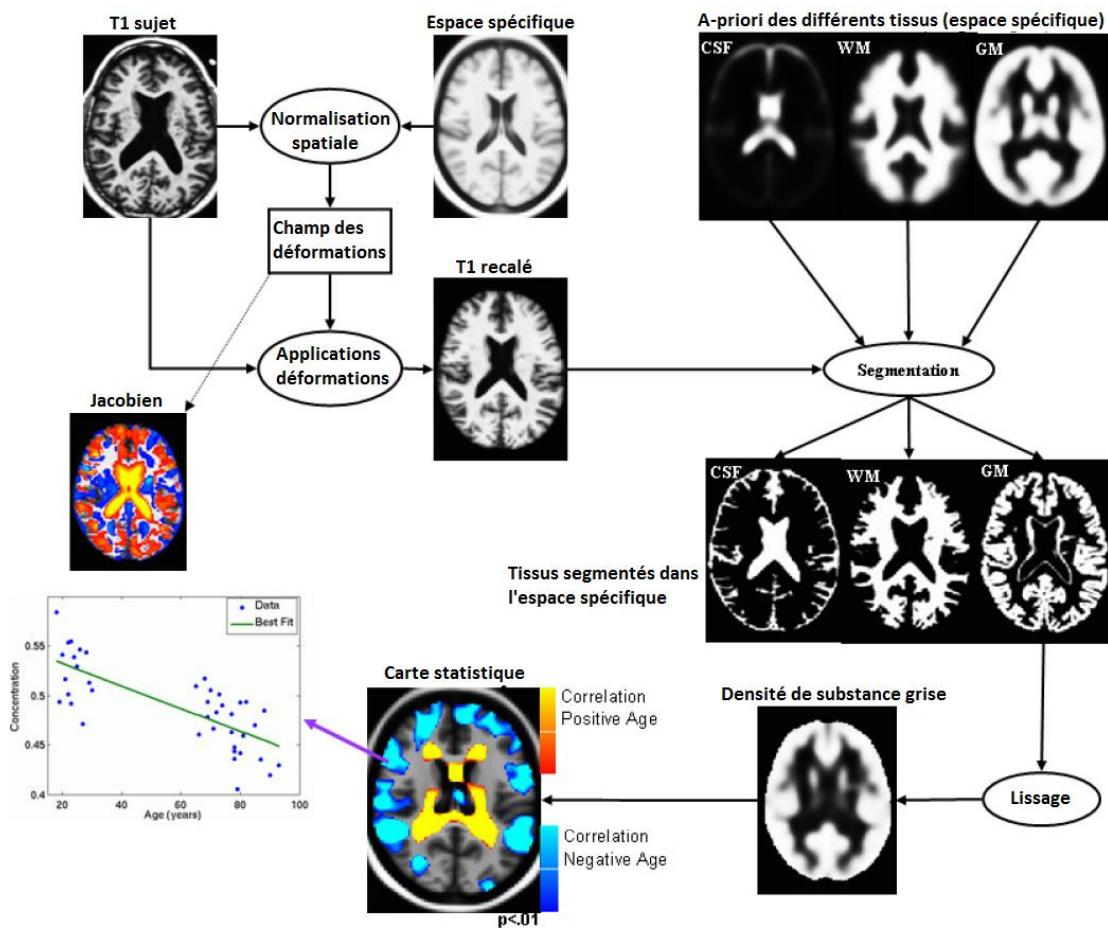 T1 sujet
Espace spécifique
A-priori des différents tissus (espace spécifique)
CSF
WM
GM
Normalisation
spatiale
Champ des
déformations
T1 recalé
Applications
déformations
Segmentation
Jacobien
CSF
WM
GM
Tissus segmentés dans
l'espace spécifique
Data
Best Fit
0.55
0.5
0.45
0.4
Concentration
20
40
60
80
100
Age (years)
Carte statistique
Correlation
Positive Age
Correlation
Negative Age
p<.01
Densité de substance grise
Lissage